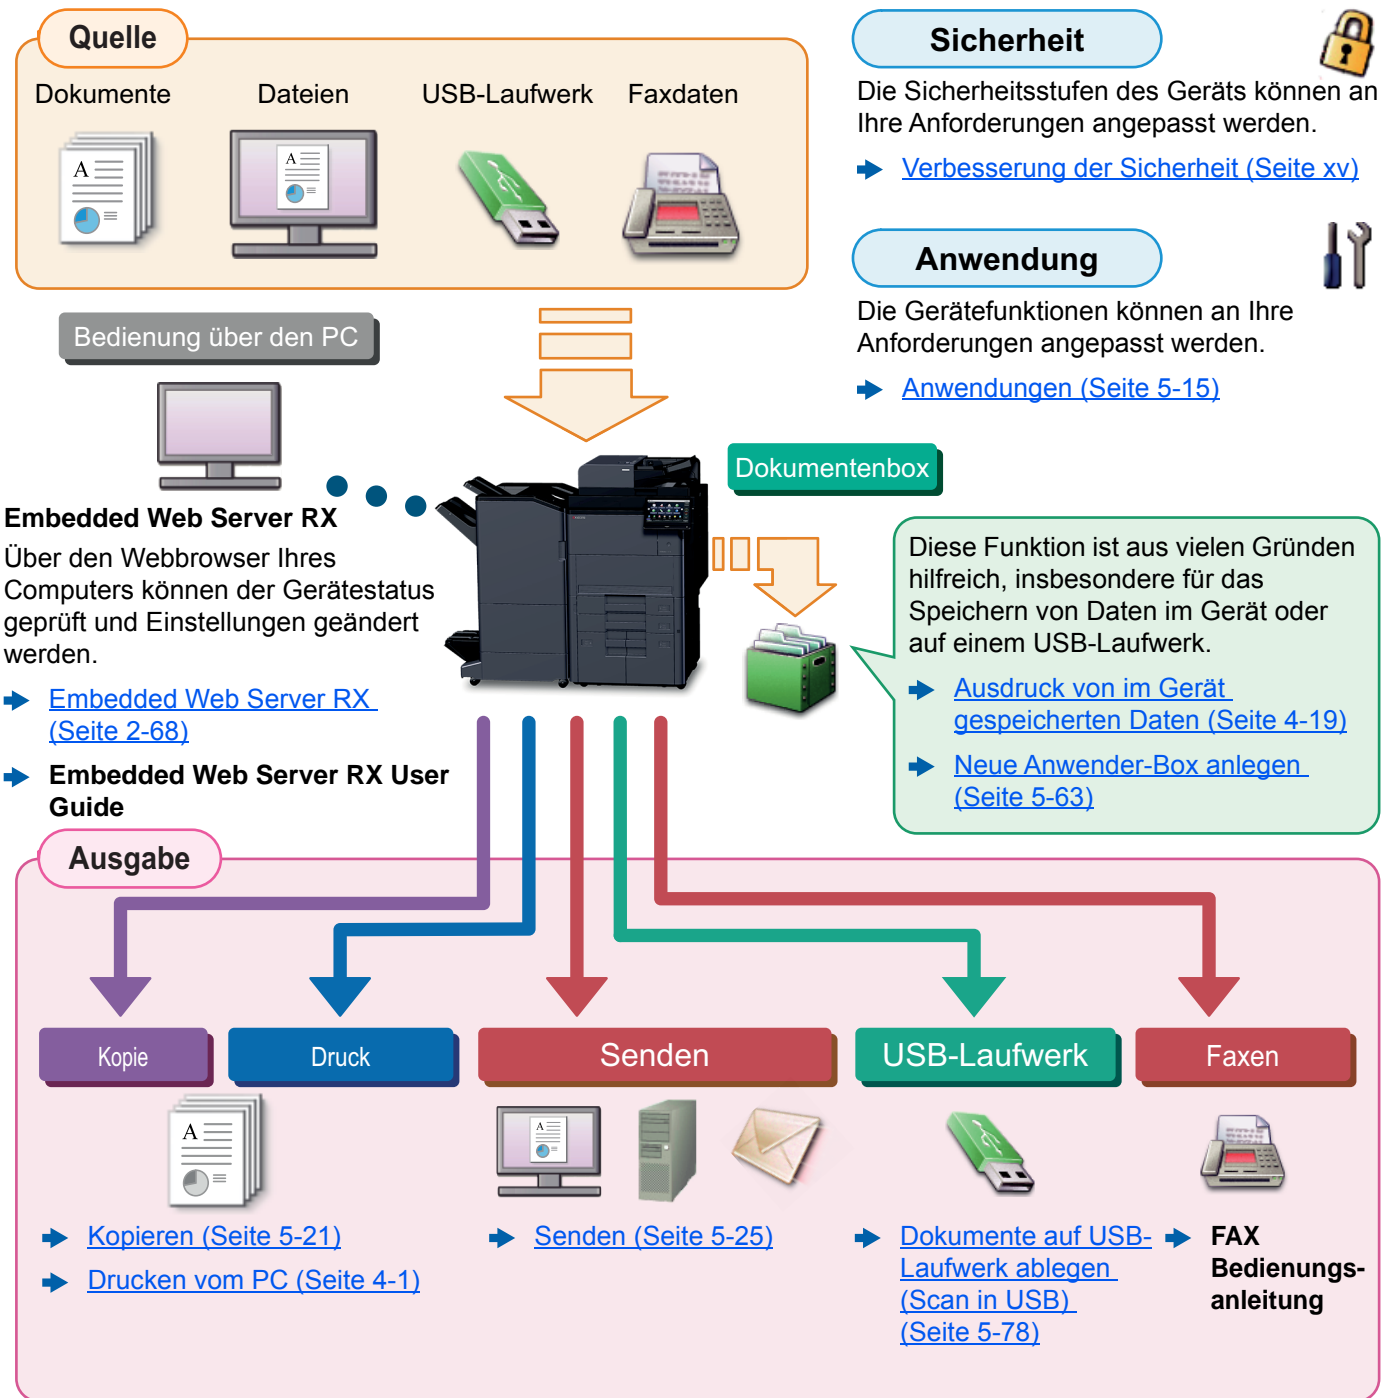 Quelle
Dokumente
Dateien
USB-Laufwerk
Faxdaten
Sicherheit
Die Sicherheitsstufen des Geräts können an
Ihre Anforderungen angepasst werden.
Verbesserung der Sicherheit (Seite xv)
Anwendung
Die Gerätefunktionen können an Ihre
Anforderungen angepasst werden.
Anwendungen (Seite 5-15)
Bedienung über den PC
Embedded Web Server RX
Über den Webbrowser Ihres
Computers können der Gerätestatus
geprüft und Einstellungen geändert
werden.
Embedded Web Server RX
(Seite 2-68)
Embedded Web Server RX User
Guide
Dokumentenbox
Diese Funktion ist aus vielen Gründen
hilfreich, insbesondere für das
Speichern von Daten im Gerät oder
auf einem USB-Laufwerk.
Ausdruck von im Gerät
gespeicherten Daten (Seite 4-19)
Neue Anwender-Box anlegen
(Seite 5-63)
Ausgabe
Kopie
Druck
Senden
USB-Laufwerk
Faxen
A
A
A
A
Kopieren (Seite 5-21)
Drucken vom PC (Seite 4-1)
Senden (Seite 5-25)
Dokumente auf USB-
Laufwerk ablegen
(Scan in USB)
(Seite 5-78)
FAX
Bedienungs-
anleitung